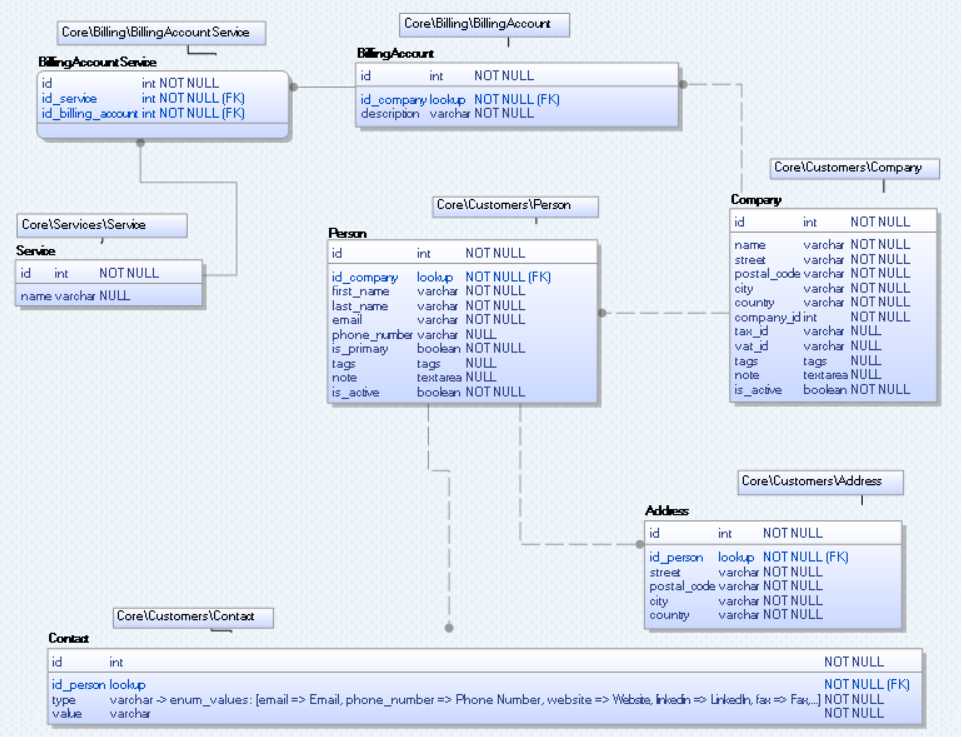 Core\Billing\BillingAccountService
BillingAccountService
id int NOT NULL
id_service int NOT NULL (FK)
id_billing_account int NOT NULL (FK)
Core\Billing\BillingAccount
BillingAccount
id int NOT NULL
id_company lookup NOT NULL (FK)
description varchar NOT NULL
Core\Customers\Company
Company
id int NOT NULL
name varchar NOT NULL
street varchar NOT NULL
postal_code varchar NOT NULL
city varchar NOT NULL
country varchar NOT NULL
company_id int NOT NULL
tax_id varchar NULL
vat_id varchar NULL
tags tags NULL
note textarea NULL
is_active boolean NOT NULL
Core\Services\Service
Service
id int NOT NULL
name varchar NULL
Core\Customers\Person
Person
id int NOT NULL
id_company lookup NOT NULL (FK)
first_name varchar NOT NULL
last_name varchar NOT NULL
email varchar NOT NULL
phone_number varchar NULL
is_primary boolean NOT NULL
tags tags NULL
note textarea NULL
is_active boolean NOT NULL
Core\Customers\Address
Address
id int NOT NULL
id_person lookup NOT NULL (FK)
street varchar NOT NULL
postal_code varchar NOT NULL
city varchar NOT NULL
country varchar NOT NULL
Core\Customers\Contact
Contact
id int NOT NULL
id_person lookup NOT NULL (FK)
type varchar -> enum_values: [email => Email, phone_number => Phone Number, website => Website, linkedin => LinkedIn, fax => Fax,...] NOT NULL
value varchar NOT NULL